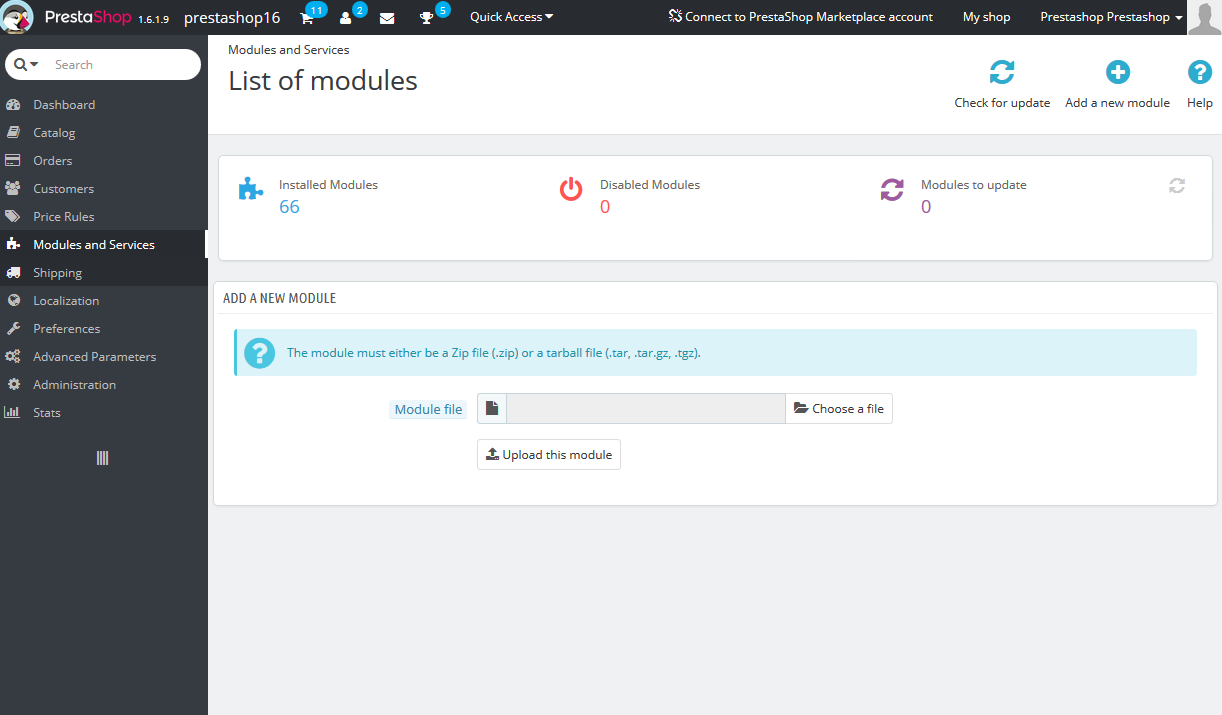 PrestaShop 1.6.1.9 prestashop16 11 2 5 Quick Access Connect to PrestaShop Marketplace account My shop Prestashop Prestashop
Search
Dashboard
Catalog
Orders
Customers
Price Rules
Modules and Services
Shipping
Localization
Preferences
Advanced Parameters
Administration
Stats
Modules and Services
List of modules
Check for update Add a new module Help
Installed Modules
66
Disabled Modules
0
Modules to update
0
ADD A NEW MODULE
The module must either be a Zip file (.zip) or a tarball file (.tar, .tar.gz, .tgz).
Module file Choose a file
Upload this module